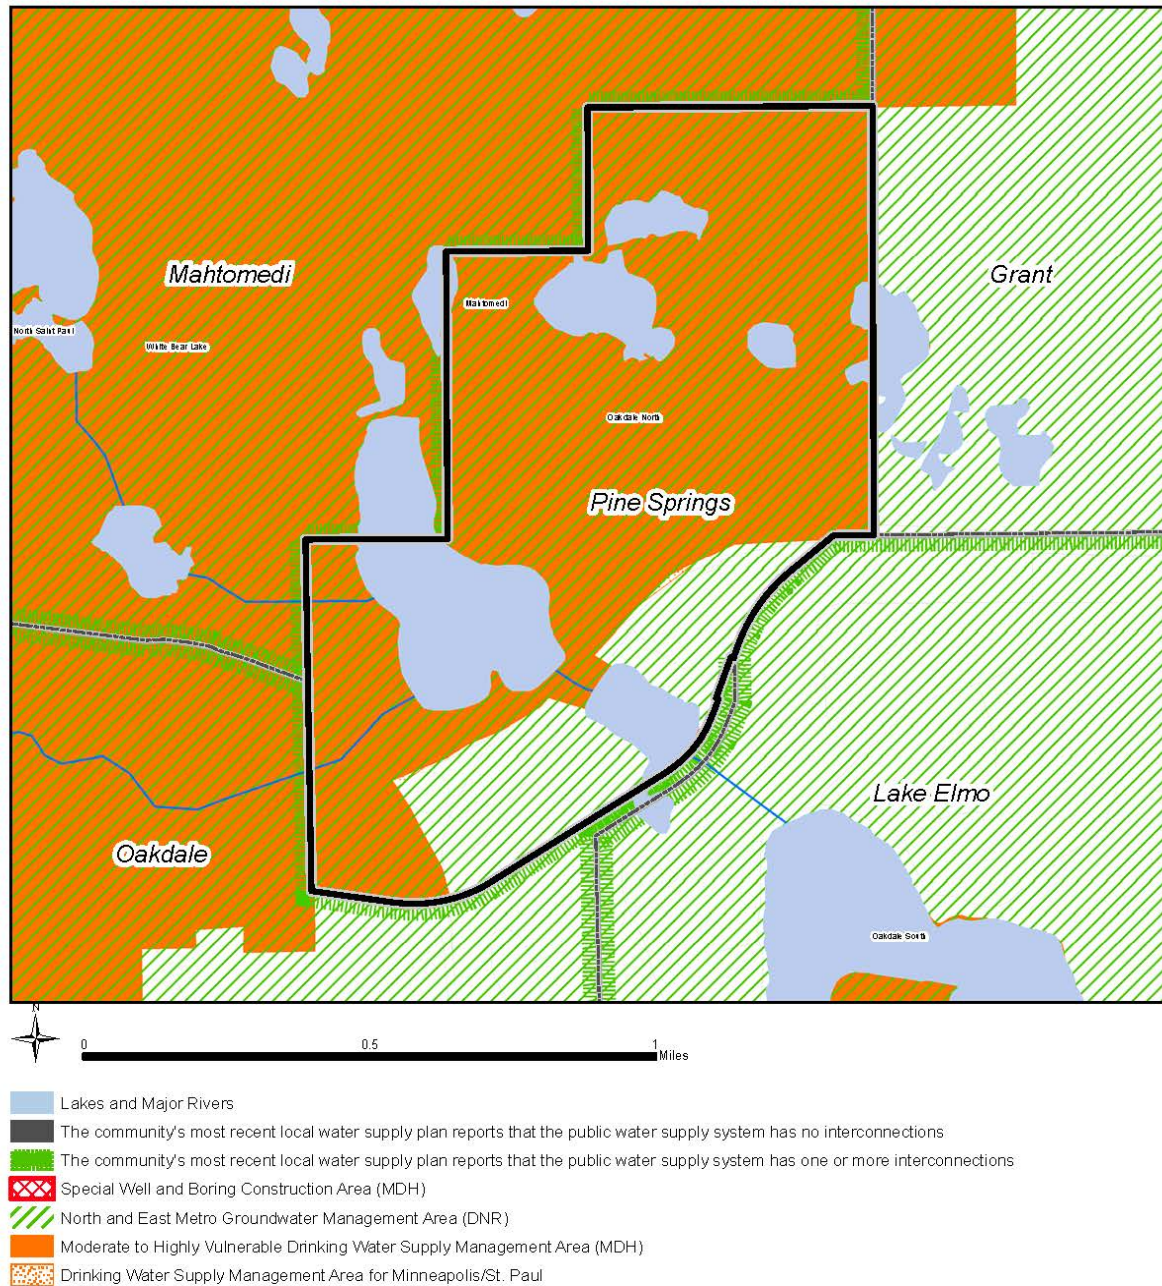 Mahtomedi
Grant
Mahtomedi
North Saint Paul
White Bear Lake
Oakdale North
Pine Springs
Lake Elmo
Oakdale
Oakdale South
N
0 0.5 1
Miles
Lakes and Major Rivers
The community's most recent local water supply plan reports that the public water supply system has no interconnections
The community's most recent local water supply plan reports that the public water supply system has one or more interconnections
Special Well and Boring Construction Area (MDH)
North and East Metro Groundwater Management Area (DNR)
Moderate to Highly Vulnerable Drinking Water Supply Management Area (MDH)
Drinking Water Supply Management Area for Minneapolis/St. Paul